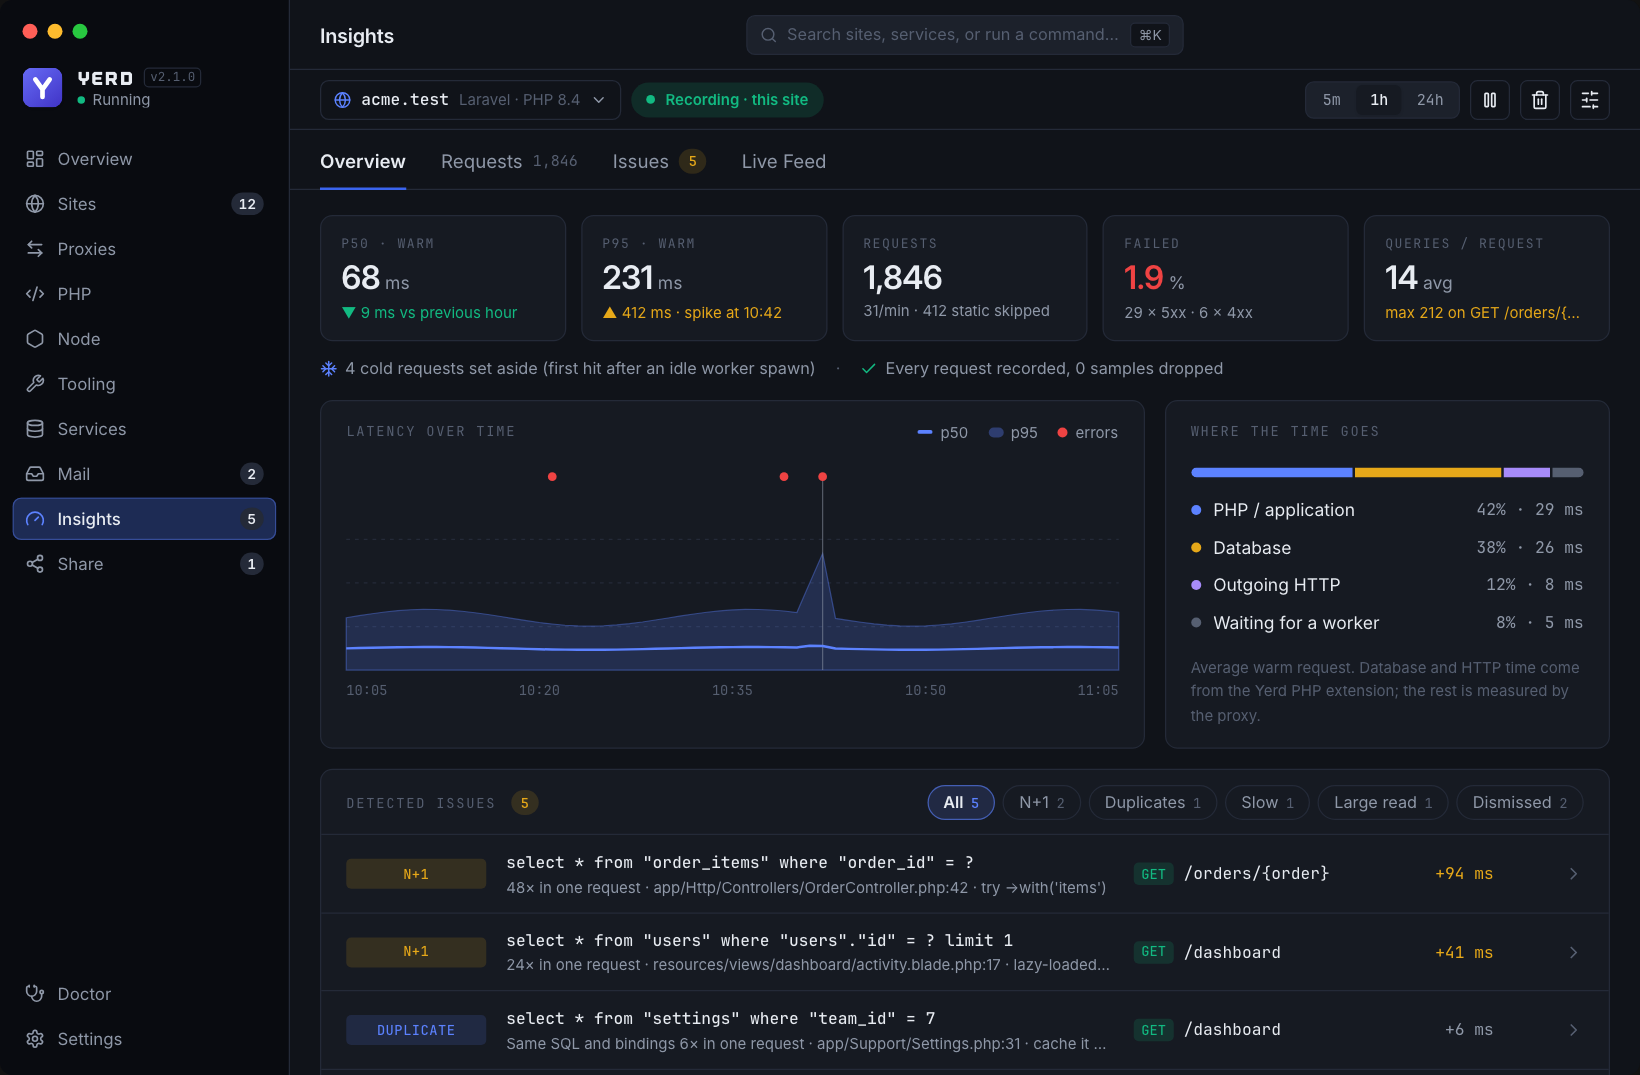 YERD v2.1.0
Running
Overview
Sites 12
Proxies
PHP
Node
Tooling
Services
Mail 2
Insights 5
Share 1
Doctor
Settings
Insights
Search sites, services, or run a command... ⌘K
acme.test Laravel · PHP 8.4
Recording · this site
5m 1h 24h
Overview Requests 1,846 Issues 5 Live Feed
P50 · WARM
68 ms
▼ 9 ms vs previous hour
P95 · WARM
231 ms
▲ 412 ms · spike at 10:42
REQUESTS
1,846
31/min · 412 static skipped
FAILED
1.9 %
29 × 5xx · 6 × 4xx
QUERIES / REQUEST
14 avg
max 212 on GET /orders/{...
4 cold requests set aside (first hit after an idle worker spawn) · Every request recorded, 0 samples dropped
LATENCY OVER TIME
p50 p95 errors
10:05 10:20 10:35 10:50 11:05
WHERE THE TIME GOES
PHP / application 42% · 29 ms
Database 38% · 26 ms
Outgoing HTTP 12% · 8 ms
Waiting for a worker 8% · 5 ms
Average warm request. Database and HTTP time come
from the Yerd PHP extension; the rest is measured by
the proxy.
DETECTED ISSUES 5
All 5 N+1 2 Duplicates 1 Slow 1 Large read 1 Dismissed 2
N+1
select * from "order_items" where "order_id" = ?
48× in one request · app/Http/Controllers/OrderController.php:42 · try ->with('items')
GET /orders/{order} +94 ms
N+1
select * from "users" where "users"."id" = ? limit 1
24× in one request · resources/views/dashboard/activity.blade.php:17 · lazy-loaded...
GET /dashboard +41 ms
DUPLICATE
select * from "settings" where "team_id" = 7
Same SQL and bindings 6× in one request · app/Support/Settings.php:31 · cache it ...
GET /dashboard +6 ms